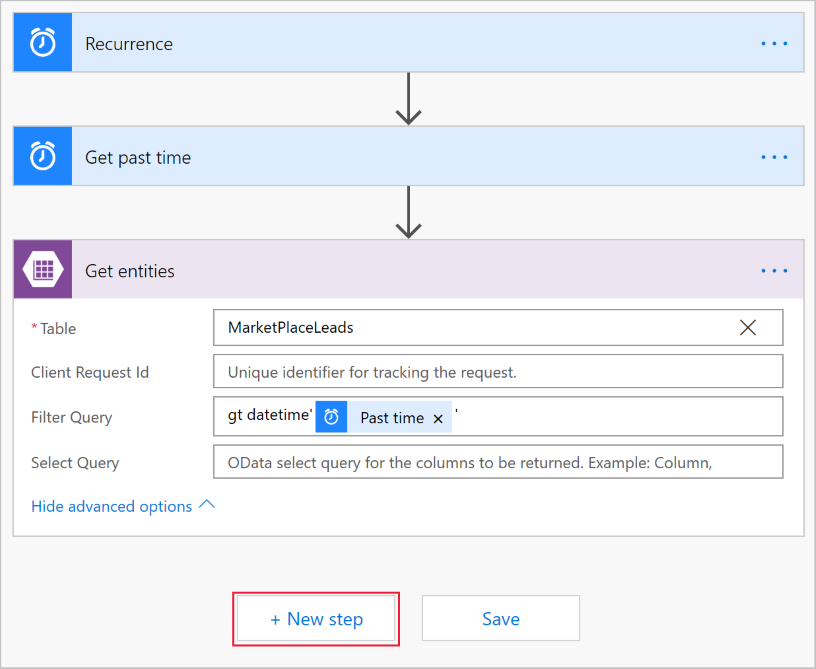 Recurrence
Get past time
Get entities
* Table
MarketPlaceLeads
Client Request Id
Unique identifier for tracking the request.
Filter Query
gt datetime' Past time × '
Select Query
OData select query for the columns to be returned. Example: Column,
Hide advanced options
+ New step
Save